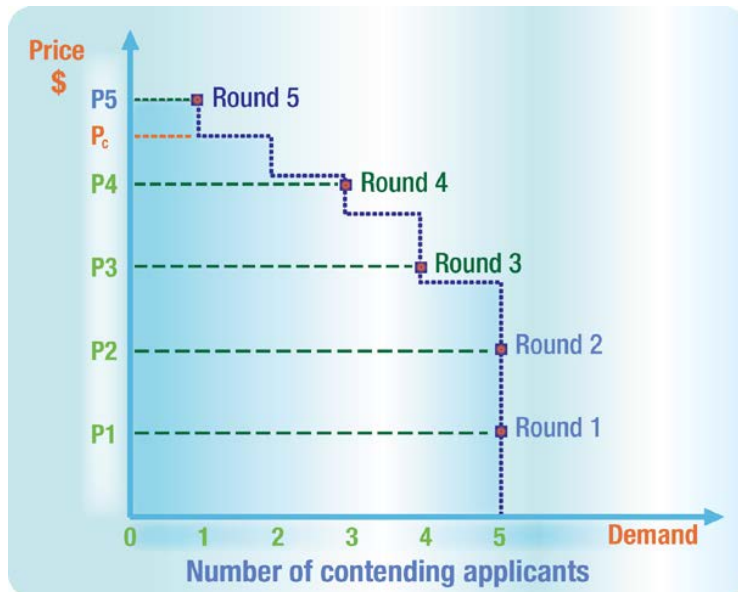 Price
$
P5
Round 5
Pc
P4
Round 4
P3
Round 3
P2
Round 2
P1
Round 1
0 1 2 3 4 5 Demand
Number of contending applicants